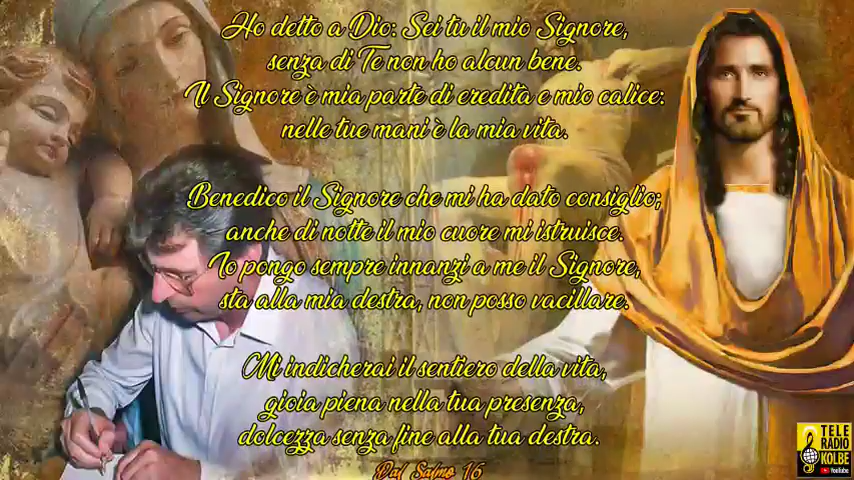 Ho detto a Dio: Sei tu il mio Signore,
senza di Te non ho alcun bene.
Il Signore è mia parte di eredità e mio calice:
nelle tue mani è la mia vita.
Benedico il Signore che mi ha dato consiglio;
anche di notte il mio cuore mi istruisce.
Io pongo sempre innanzi a me il Signore,
sta alla mia destra, non posso vacillare.
Mi indicherai il sentiero della vita,
gioia piena nella tua presenza,
dolcezza senza fine alla tua destra.
Dal Salmo 16
TELE
RADIO
KOLBE
YouTube